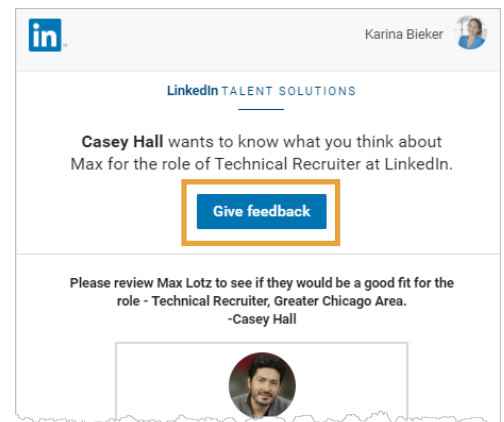 in
Karina Bieker
LinkedIn TALENT SOLUTIONS
Casey Hall wants to know what you think about
Max for the role of Technical Recruiter at LinkedIn.
Give feedback
Please review Max Lotz to see if they would be a good fit for the
role - Technical Recruiter, Greater Chicago Area.
-Casey Hall